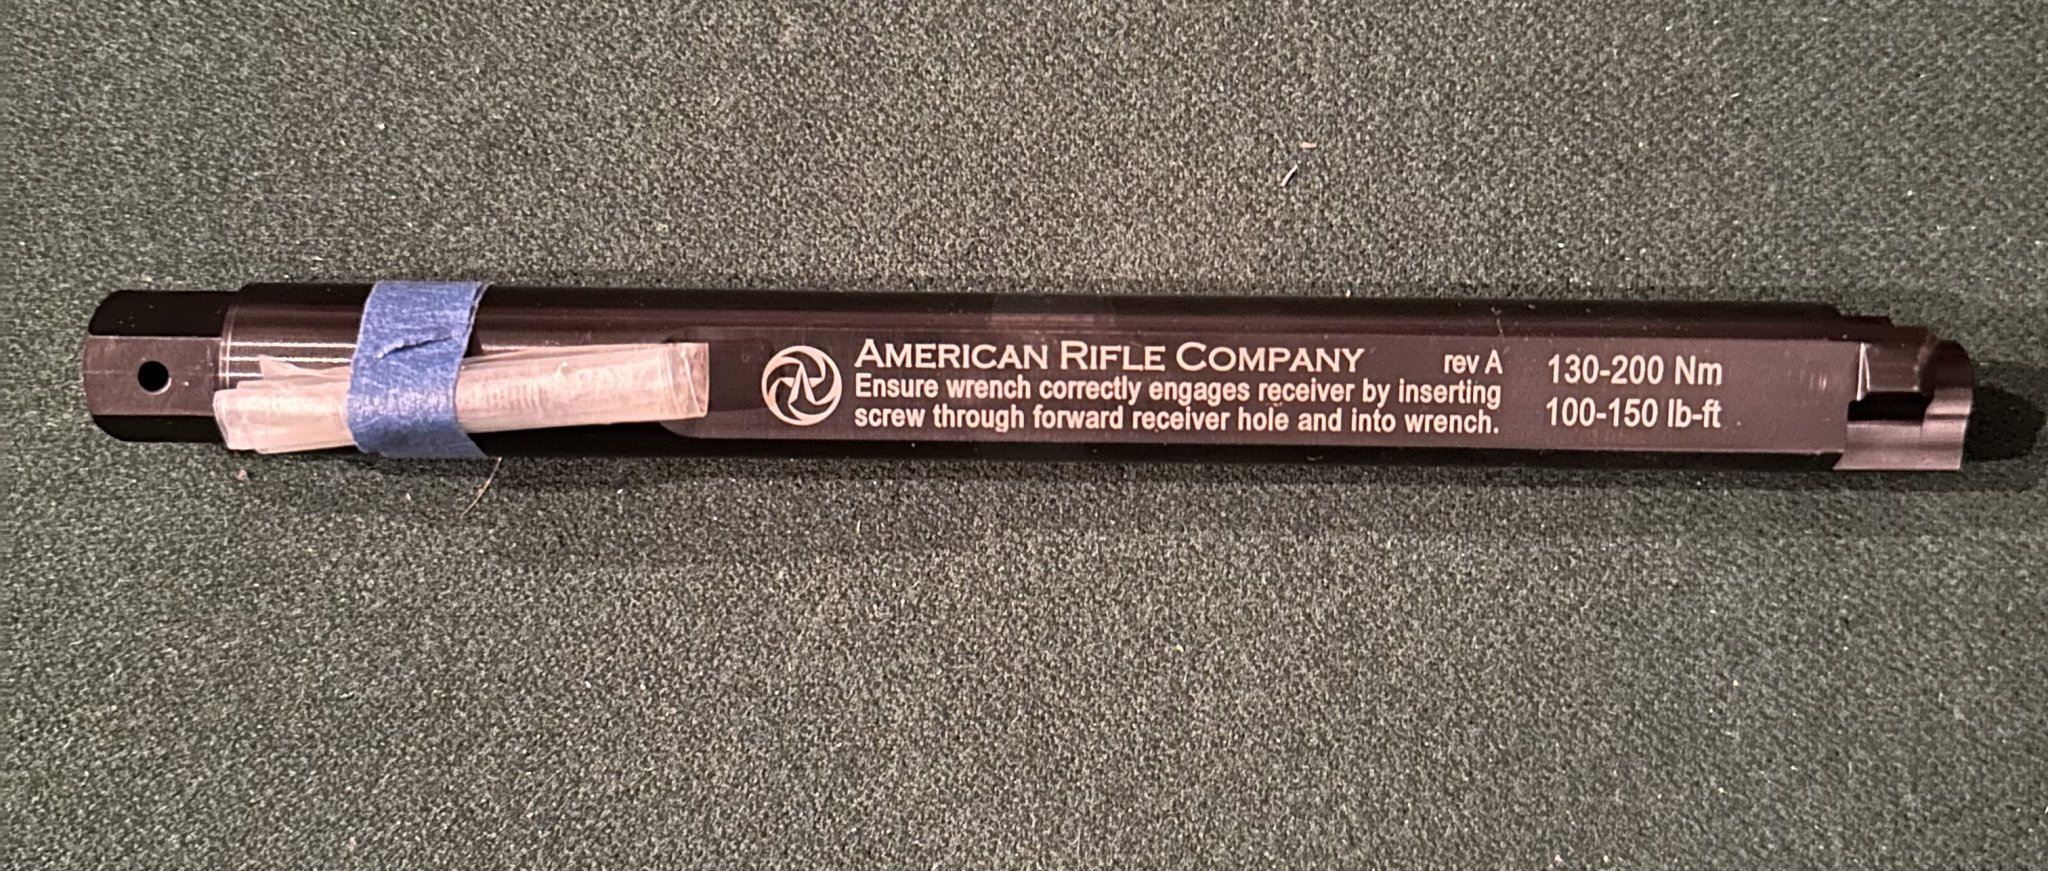 AMERICAN RIFLE COMPANY rev A
Ensure wrench correctly engages receiver by inserting
screw through forward receiver hole and into wrench.
130-200 Nm
100-150 lb-ft